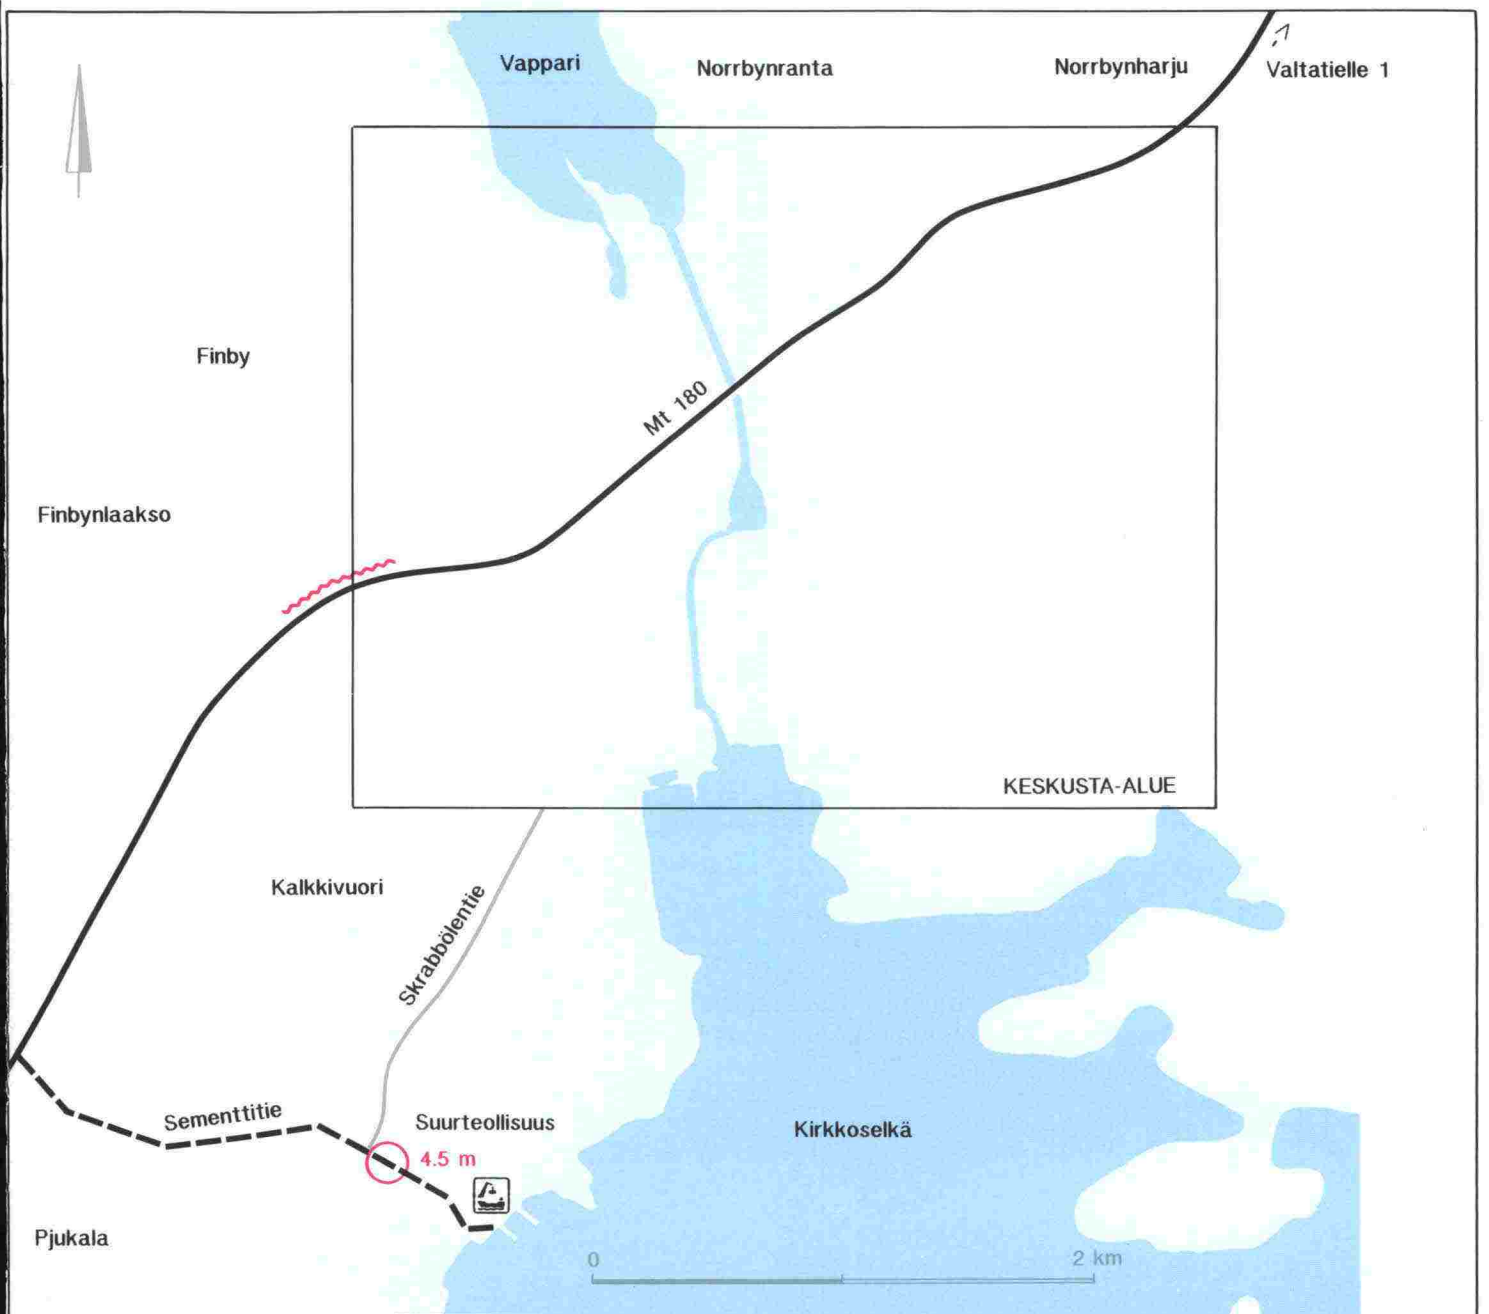 Vappari
Norrbynranta
Norrbynharju
Valtatielle 1
Finby
Mt 180
Finbynlaakso
KESKUSTA-ALUE
Kalkkivuori
Skrabbölentie
Sementtitie
Suurteollisuus
Kirkkoselkä
4.5 m
Pjukala
0
2 km